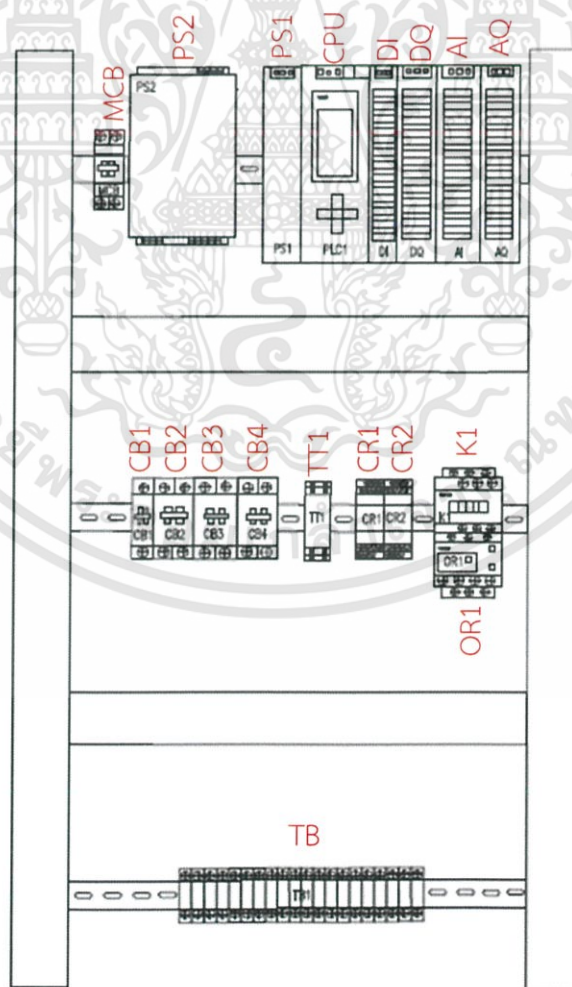 MCB PS2 PS1 CPU DI DQ AI AQ
PS2
MCB
PS1 PLC1 DI DQ AI AQ
CB1 CB2 CB3 CB4 TT1 CR1 CR2 K1
CB1 CB2 CB3 CB4 TT1 CR1 CR2 K1
OR1
OR1
TB
TB1